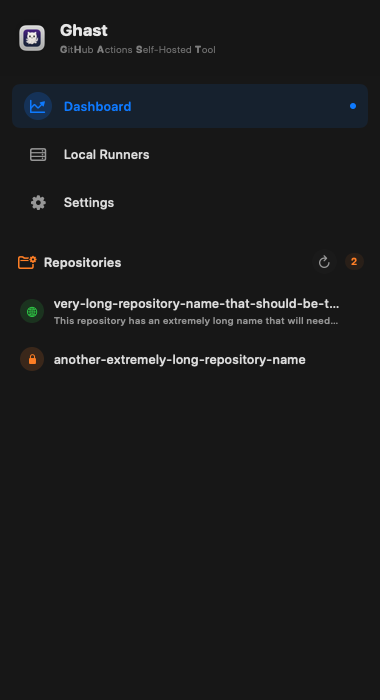 Ghast
GitHub Actions Self-Hosted Tool
Dashboard
Local Runners
Settings
Repositories
2
very-long-repository-name-that-should-be-t...
This repository has an extremely long name that will need...
another-extremely-long-repository-name